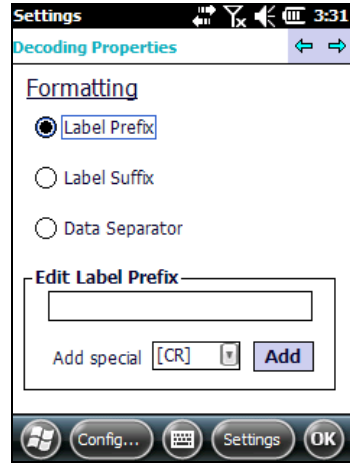 Settings 3:31
Decoding Properties
Formatting
Label Prefix
Label Suffix
Data Separator
Edit Label Prefix
Add special [CR] Add
Config... Settings OK